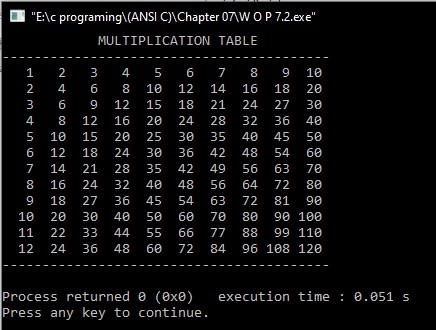 "E:\c programing\(ANSI C)\Chapter 07\W O P 7.2.exe"
MULTIPLICATION TABLE
-----------------------------------------
1 2 3 4 5 6 7 8 9 10
2 4 6 8 10 12 14 16 18 20
3 6 9 12 15 18 21 24 27 30
4 8 12 16 20 24 28 32 36 40
5 10 15 20 25 30 35 40 45 50
6 12 18 24 30 36 42 48 54 60
7 14 21 28 35 42 49 56 63 70
8 16 24 32 40 48 56 64 72 80
9 18 27 36 45 54 63 72 81 90
10 20 30 40 50 60 70 80 90 100
11 22 33 44 55 66 77 88 99 110
12 24 36 48 60 72 84 96 108 120
-----------------------------------------
Process returned 0 (0x0) execution time : 0.051 s
Press any key to continue.